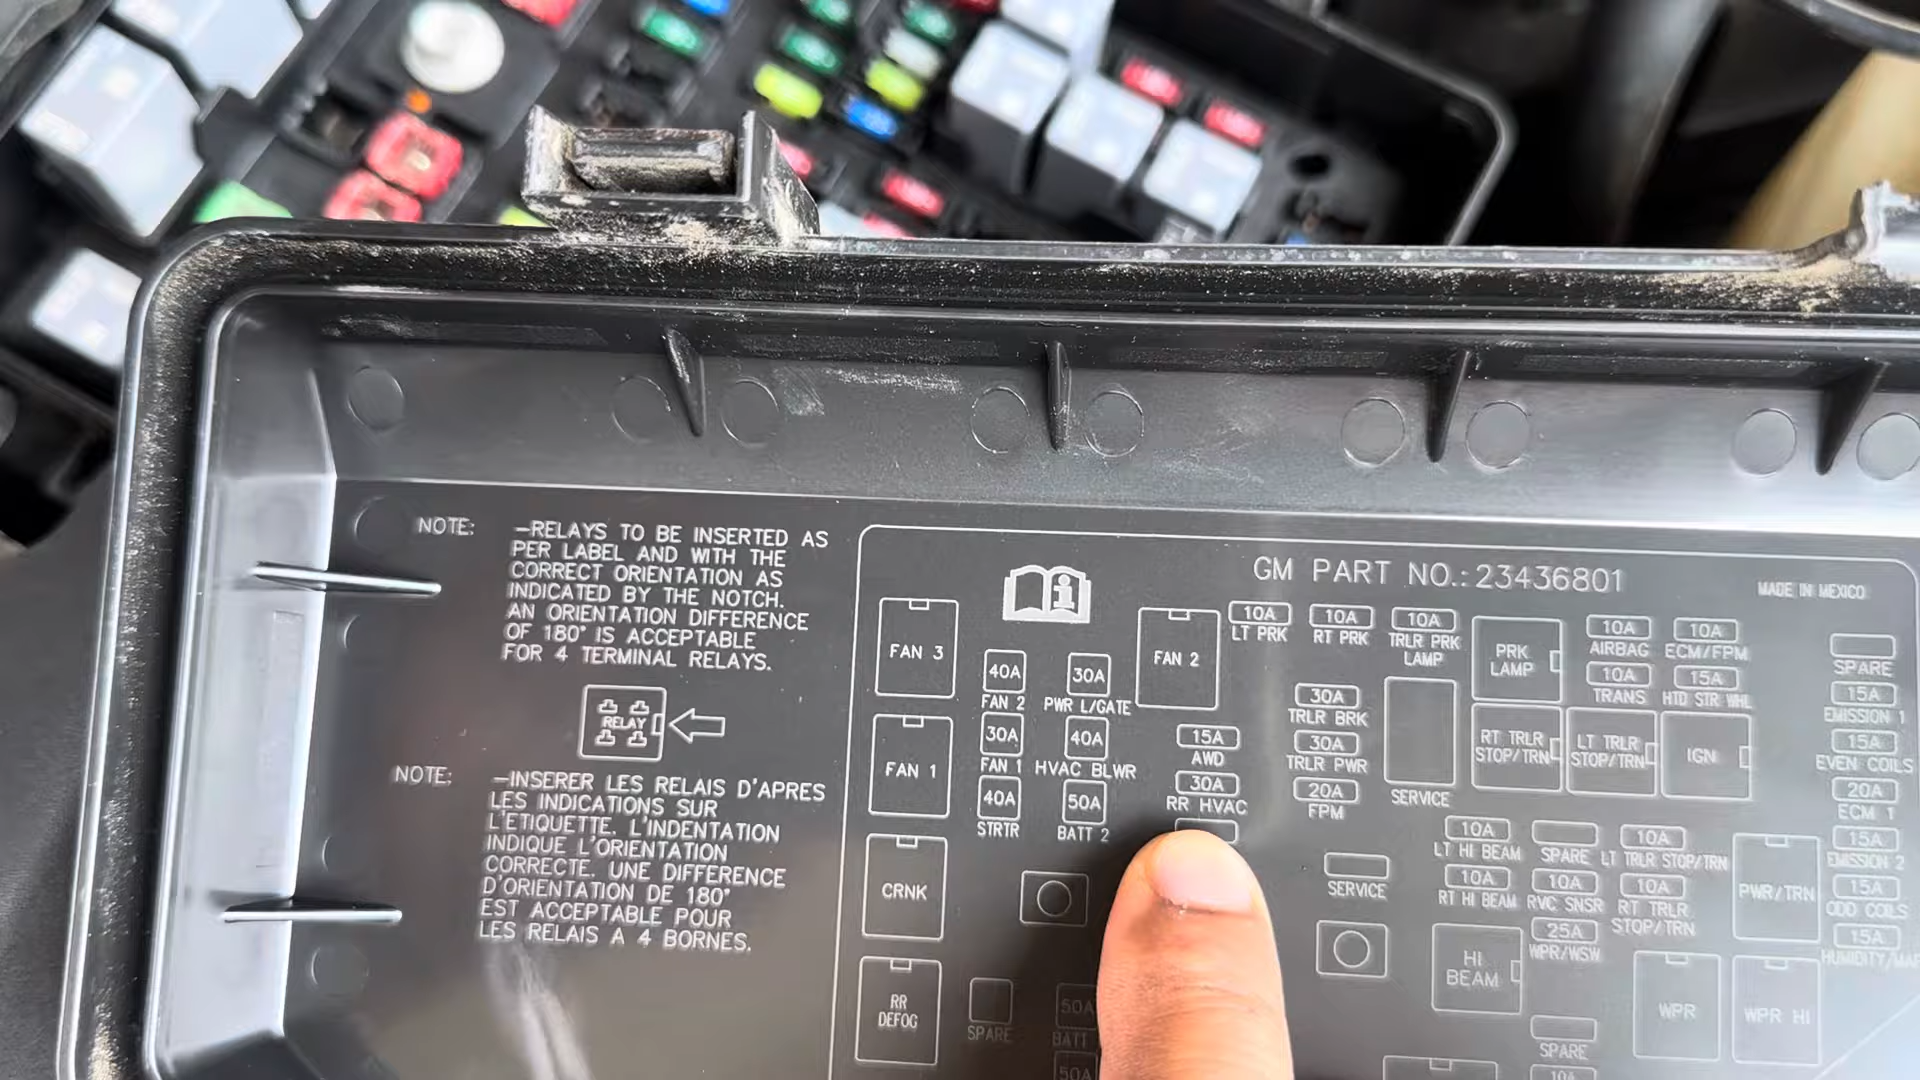 NOTE: -RELAYS TO BE INSERTED AS
PER LABEL AND WITH THE
CORRECT ORIENTATION AS
INDICATED BY THE NOTCH.
AN ORIENTATION DIFFERENCE
OF 180° IS ACCEPTABLE
FOR 4 TERMINAL RELAYS.
RELAY
NOTE: -INSERER LES RELAIS D'APRES
LES INDICATIONS SUR
L'ETIQUETTE. L'INDENTATION
INDIQUE L'ORIENTATION
CORRECTE. UNE DIFFERENCE
D'ORIENTATION DE 180°
EST ACCEPTABLE POUR
LES RELAIS A 4 BORNES.
GM PART NO.: 23436801
MADE IN MEXICO
FAN 3
FAN 1
CRNK
RR
DEFOG
40A
FAN 2
30A
FAN 1
40A
STRTR
SPARE
30A
PWR L/GATE
40A
HVAC BLWR
50A
BATT 2
50A
BATT
50A
FAN 2
15A
AWD
30A
RR HVAC
10A
LT PRK
10A
RT PRK
10A
TRLR PRK
LAMP
30A
TRLR BRK
30A
TRLR PWR
20A
FPM
SERVICE
SERVICE
PRK
LAMP
RT TRLR
STOP/TRN
LT TRLR
STOP/TRN
IGN
10A
AIRBAG
10A
TRANS
10A
ECM/FPM
15A
HTD STR WHL
SPARE
15A
EMISSION 1
15A
EVEN COILS
20A
ECM 1
15A
EMISSION 2
15A
ODD COILS
15A
HUMIDITY/MAF
10A
LT HI BEAM
10A
RT HI BEAM
SPARE
10A
RVC SNSR
25A
WPR/WSW
10A
LT TRLR STOP/TRN
10A
RT TRLR
STOP/TRN
PWR/TRN
HI
BEAM
WPR
WPR HI
SPARE
10A